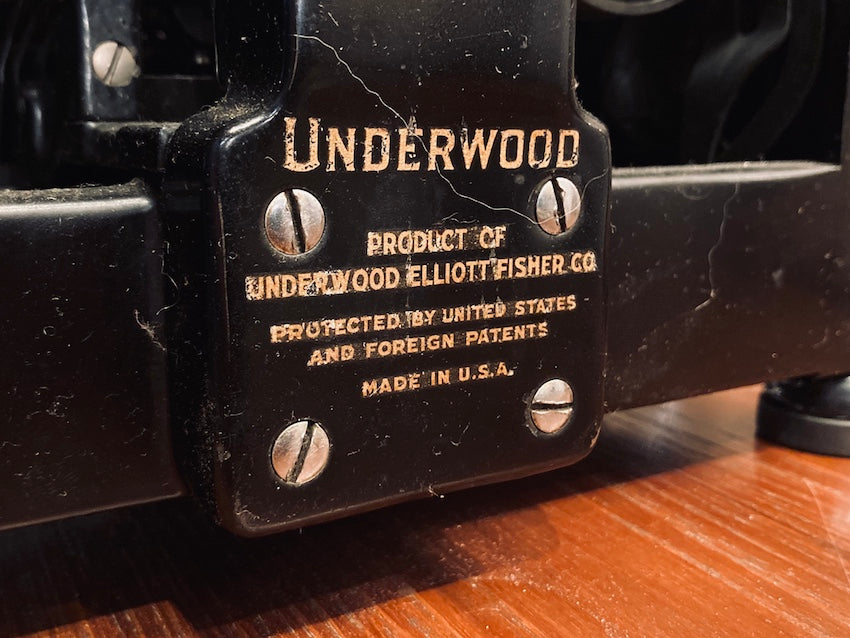 UNDERWOOD
PRODUCT OF
UNDERWOOD ELLIOTT FISHER CO.
PROTECTED BY UNITED STATES
AND FOREIGN PATENTS
MADE IN U.S.A.